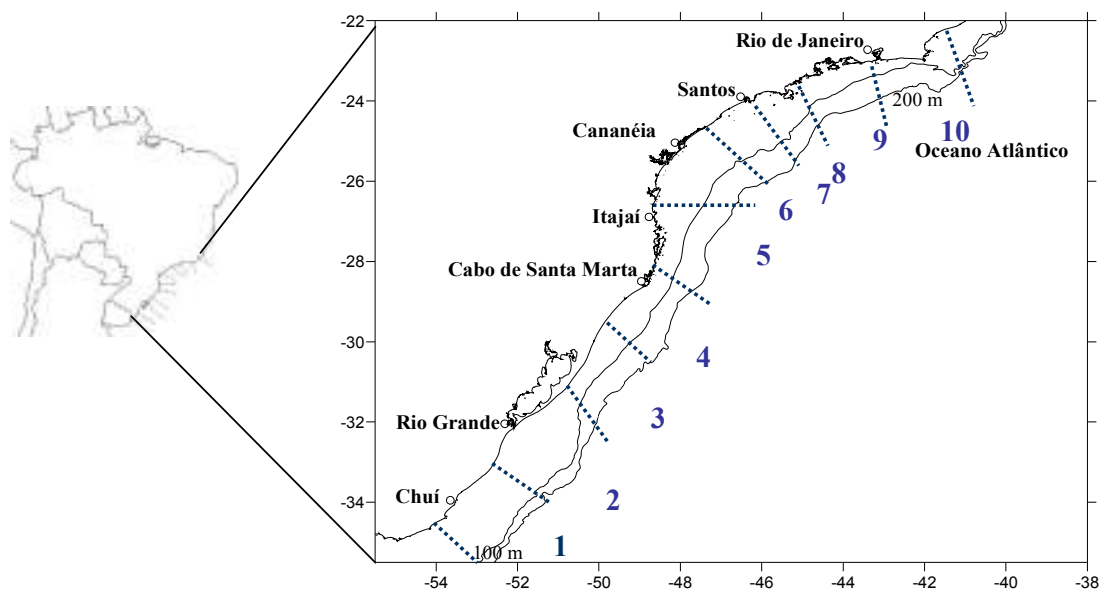 -22
Rio de Janeiro
Santos
-24
200 m
10
9
Cananéia
Oceano Atlântico
8
7
-26
6
Itajaí
5
Cabo de Santa Marta
-28
-30
4
3
Rio Grande
-32
2
Chuí
-34
1
100 m
-54 -52 -50 -48 -46 -44 -42 -40 -38